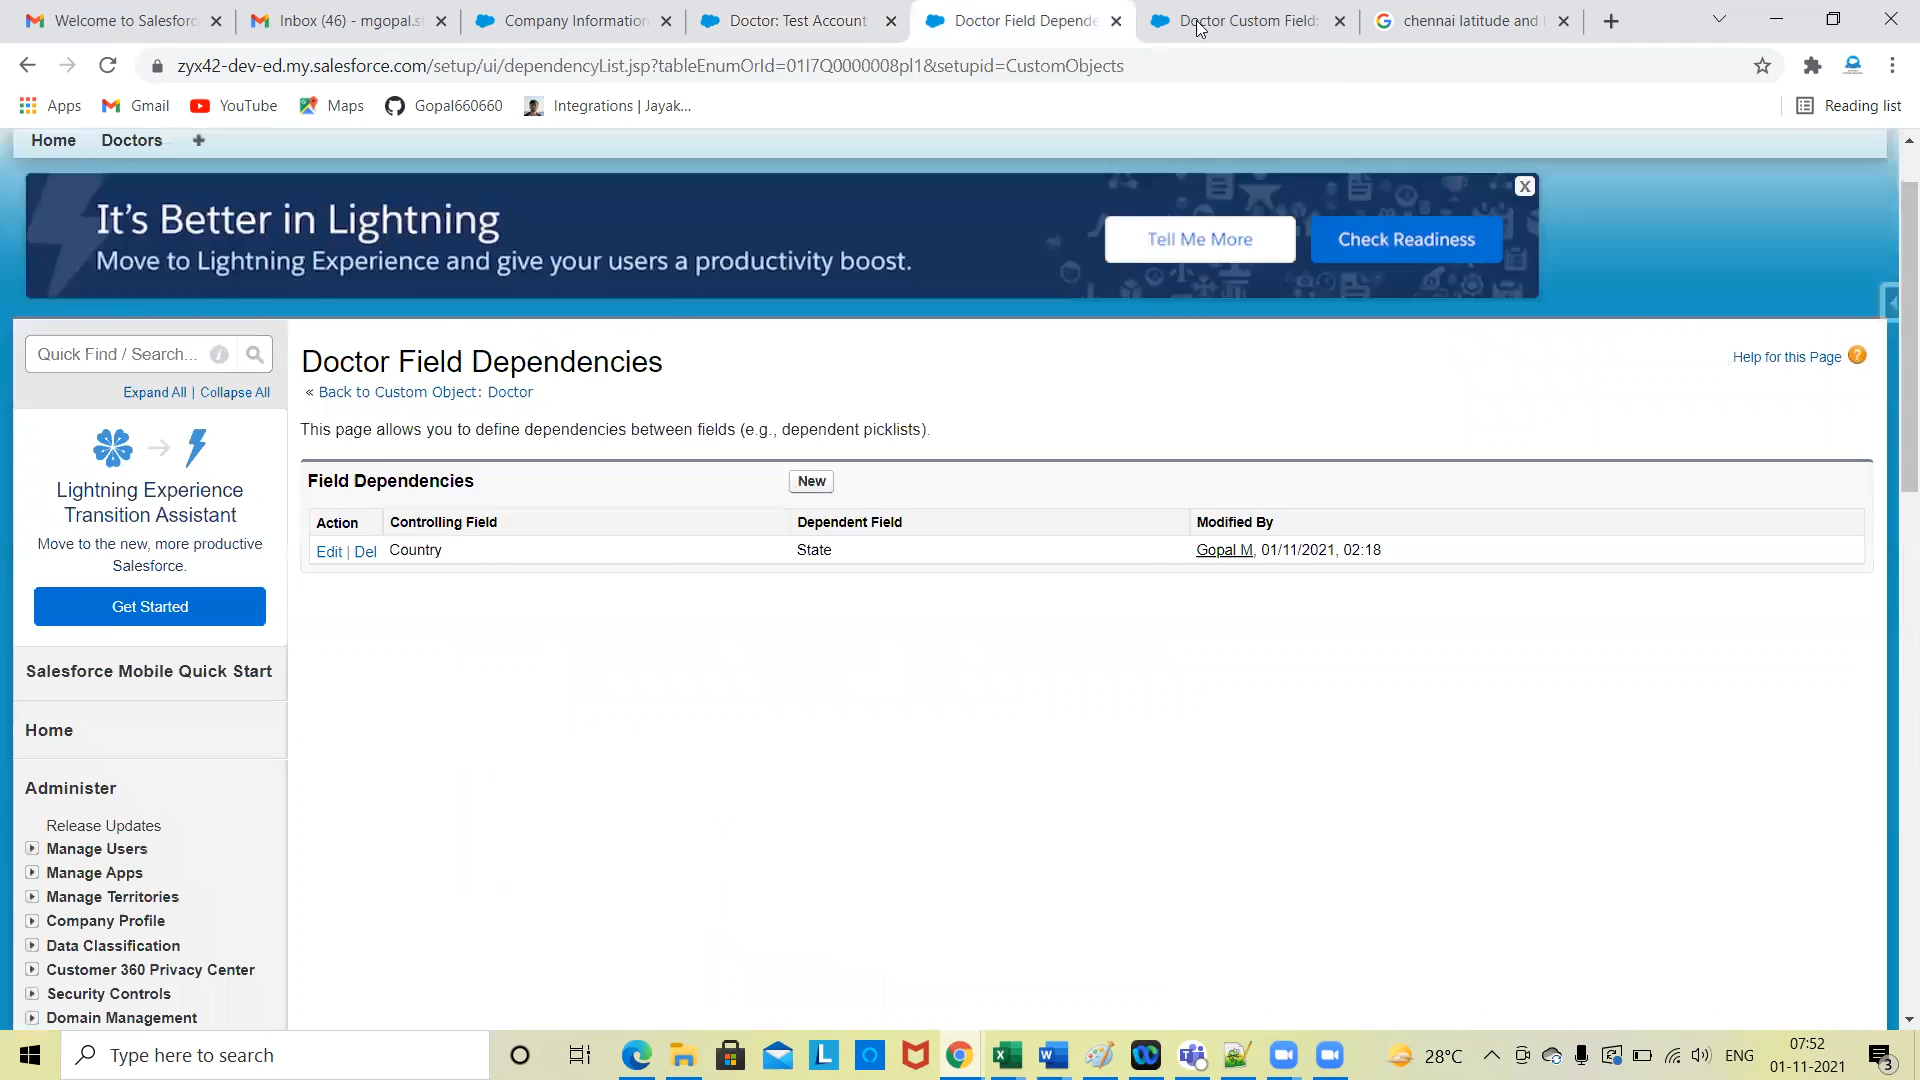 Welcome to Salesforc
Inbox (46) - mgopal.sf
Company Information
Doctor: Test Account
Doctor Field Depende
Doctor Custom Field:
chennai latitude and
zyx42-dev-ed.my.salesforce.com/setup/ui/dependencyList.jsp?tableEnumOrId=01I7Q0000008pl1&setupid=CustomObjects
Apps
Gmail
YouTube
Maps
Gopal660660
Integrations | Jayak...
Reading list
Home
Doctors
It's Better in Lightning
Move to Lightning Experience and give your users a productivity boost.
Tell Me More
Check Readiness
X
Quick Find / Search...
Expand All | Collapse All
Lightning Experience
Transition Assistant
Move to the new, more productive
Salesforce.
Get Started
Salesforce Mobile Quick Start
Home
Administer
Release Updates
Manage Users
Manage Apps
Manage Territories
Company Profile
Data Classification
Customer 360 Privacy Center
Security Controls
Domain Management
Doctor Field Dependencies
« Back to Custom Object: Doctor
Help for this Page ?
This page allows you to define dependencies between fields (e.g., dependent picklists).
Field Dependencies
New
Action Controlling Field Dependent Field Modified By
Edit | Del Country State Gopal M, 01/11/2021, 02:18
Type here to search
28°C
ENG
07:52
01-11-2021
3